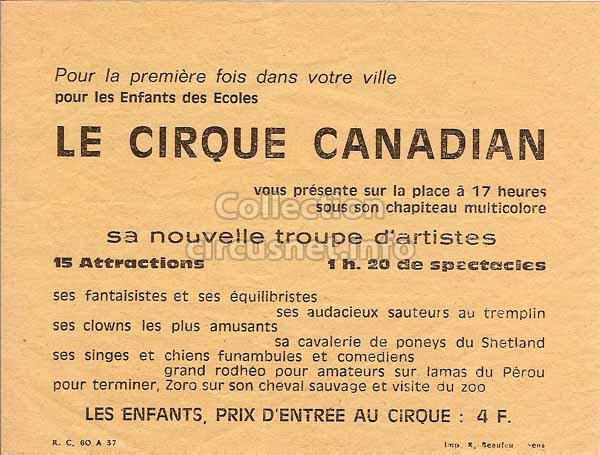 Pour la première fois dans votre ville
pour les Enfants des Ecoles
LE CIRQUE CANADIAN
vous présente sur la place à 17 heures
sous son chapiteau multicolore
Collection
sa nouvelle troupe d'artistes
circusnet.info
15 Attractions 1 h. 20 de spectacles
ses fantaisistes et ses équilibristes
ses audacieux sauteurs au tremplin
ses clowns les plus amusants
sa cavalerie de poneys du Shetland
ses singes et chiens funambules et comediens
grand rodhéo pour amateurs sur lamas du Pérou
pour terminer, Zoro sur son cheval sauvage et visite du zoo
LES ENFANTS, PRIX D'ENTRÉE AU CIRQUE : 4 F.
R. C. 60 A 37 Imp. R. Sens